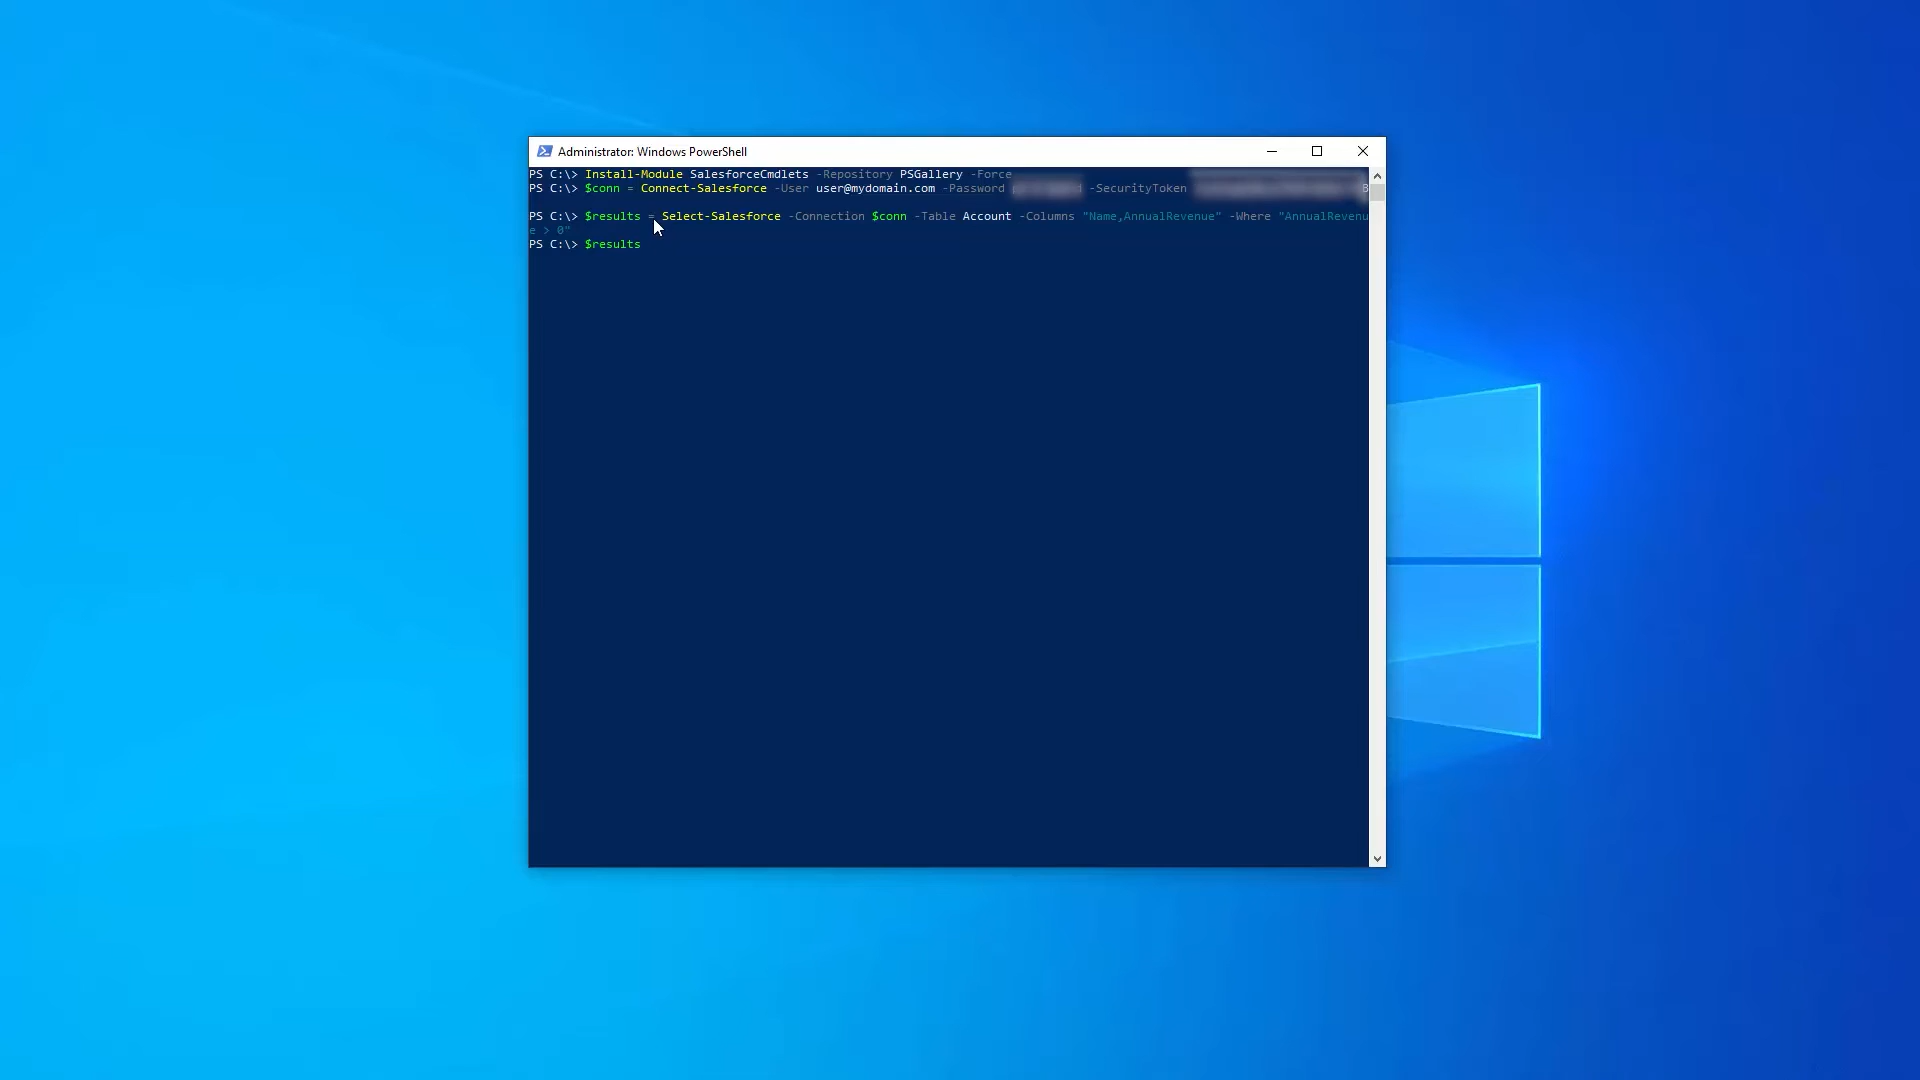 Administrator: Windows PowerShell
PS C:\> Install-Module SalesforceCmdlets -Repository PSGallery -Force
PS C:\> $conn = Connect-Salesforce -User user@mydomain.com -Password -SecurityToken B
PS C:\> $results = Select-Salesforce -Connection $conn -Table Account -Columns "Name,AnnualRevenue" -Where "AnnualRevenu
e > 0"
PS C:\> $results